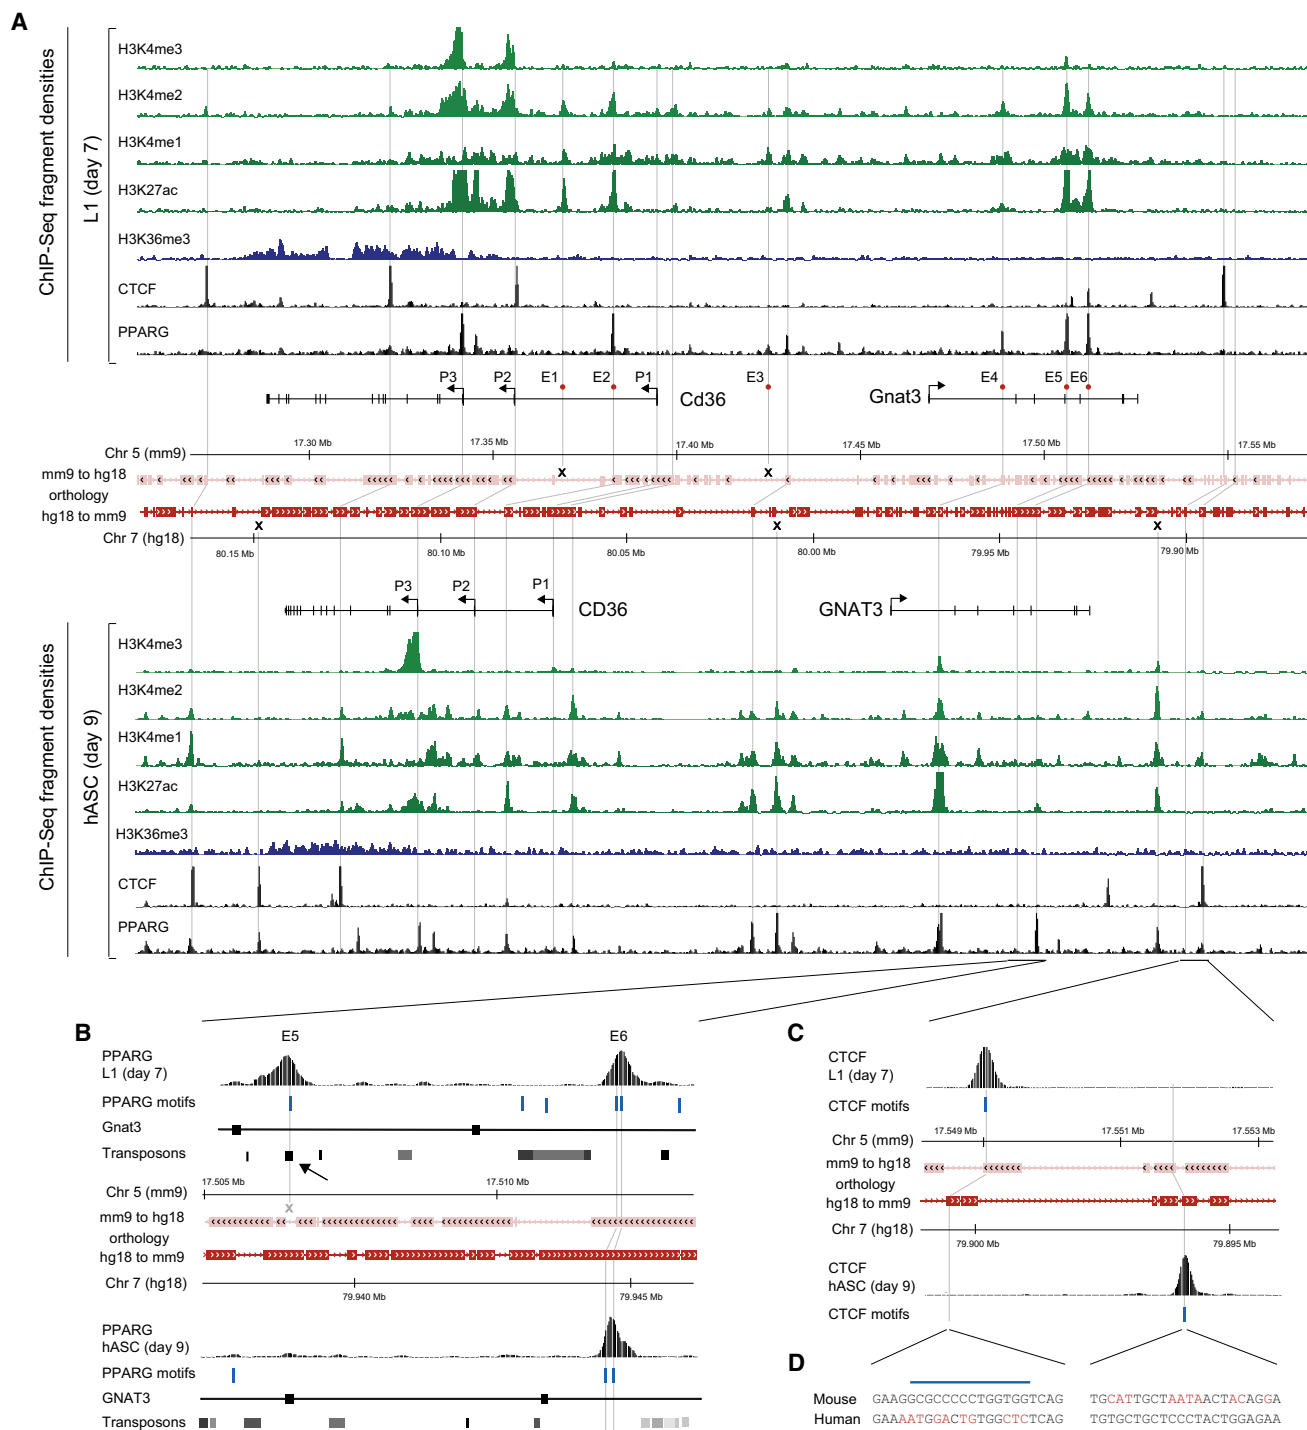 A
ChIP-Seq fragment densities
L1 (day 7)
H3K4me3
H3K4me2
H3K4me1
H3K27ac
H3K36me3
CTCF
PPARG
P3
P2
E1
E2
P1
Cd36
E3
Gnat3
E4
E5
E6
Chr 5 (mm9)
17.30 Mb
17.35 Mb
17.40 Mb
17.45 Mb
17.50 Mb
17.55 Mb
x
x
mm9 to hg18
orthology
hg18 to mm9
x
x
x
Chr 7 (hg18)
80.15 Mb
80.10 Mb
80.05 Mb
80.00 Mb
79.95 Mb
79.90 Mb
P3
P2
P1
CD36
GNAT3
ChIP-Seq fragment densities
hASC (day 9)
H3K4me3
H3K4me2
H3K4me1
H3K27ac
H3K36me3
CTCF
PPARG
B
E5
E6
PPARG
L1 (day 7)
PPARG motifs
Gnat3
Transposons
17.505 Mb
17.510 Mb
Chr 5 (mm9)
x
mm9 to hg18
orthology
hg18 to mm9
Chr 7 (hg18)
79.940 Mb
79.945 Mb
PPARG
hASC (day 9)
PPARG motifs
GNAT3
Transposons
C
CTCF
L1 (day 7)
CTCF motifs
17.549 Mb
17.551 Mb
17.553 Mb
Chr 5 (mm9)
mm9 to hg18
orthology
hg18 to mm9
Chr 7 (hg18)
79.900 Mb
79.895 Mb
CTCF
hASC (day 9)
CTCF motifs
D
Mouse GAAGGCGCCCCCTGGTGGTCAG TGCATTGCTAATAACTACAGGA
Human GAAAATGGACTGTGGCTCTCAG TGTGCTGCTCCCTACTGGAGAA